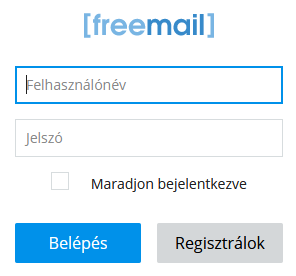 [freemail]
Felhasználónév
Jelszó
Maradjon bejelentkezve
Belépés
Regisztrálok